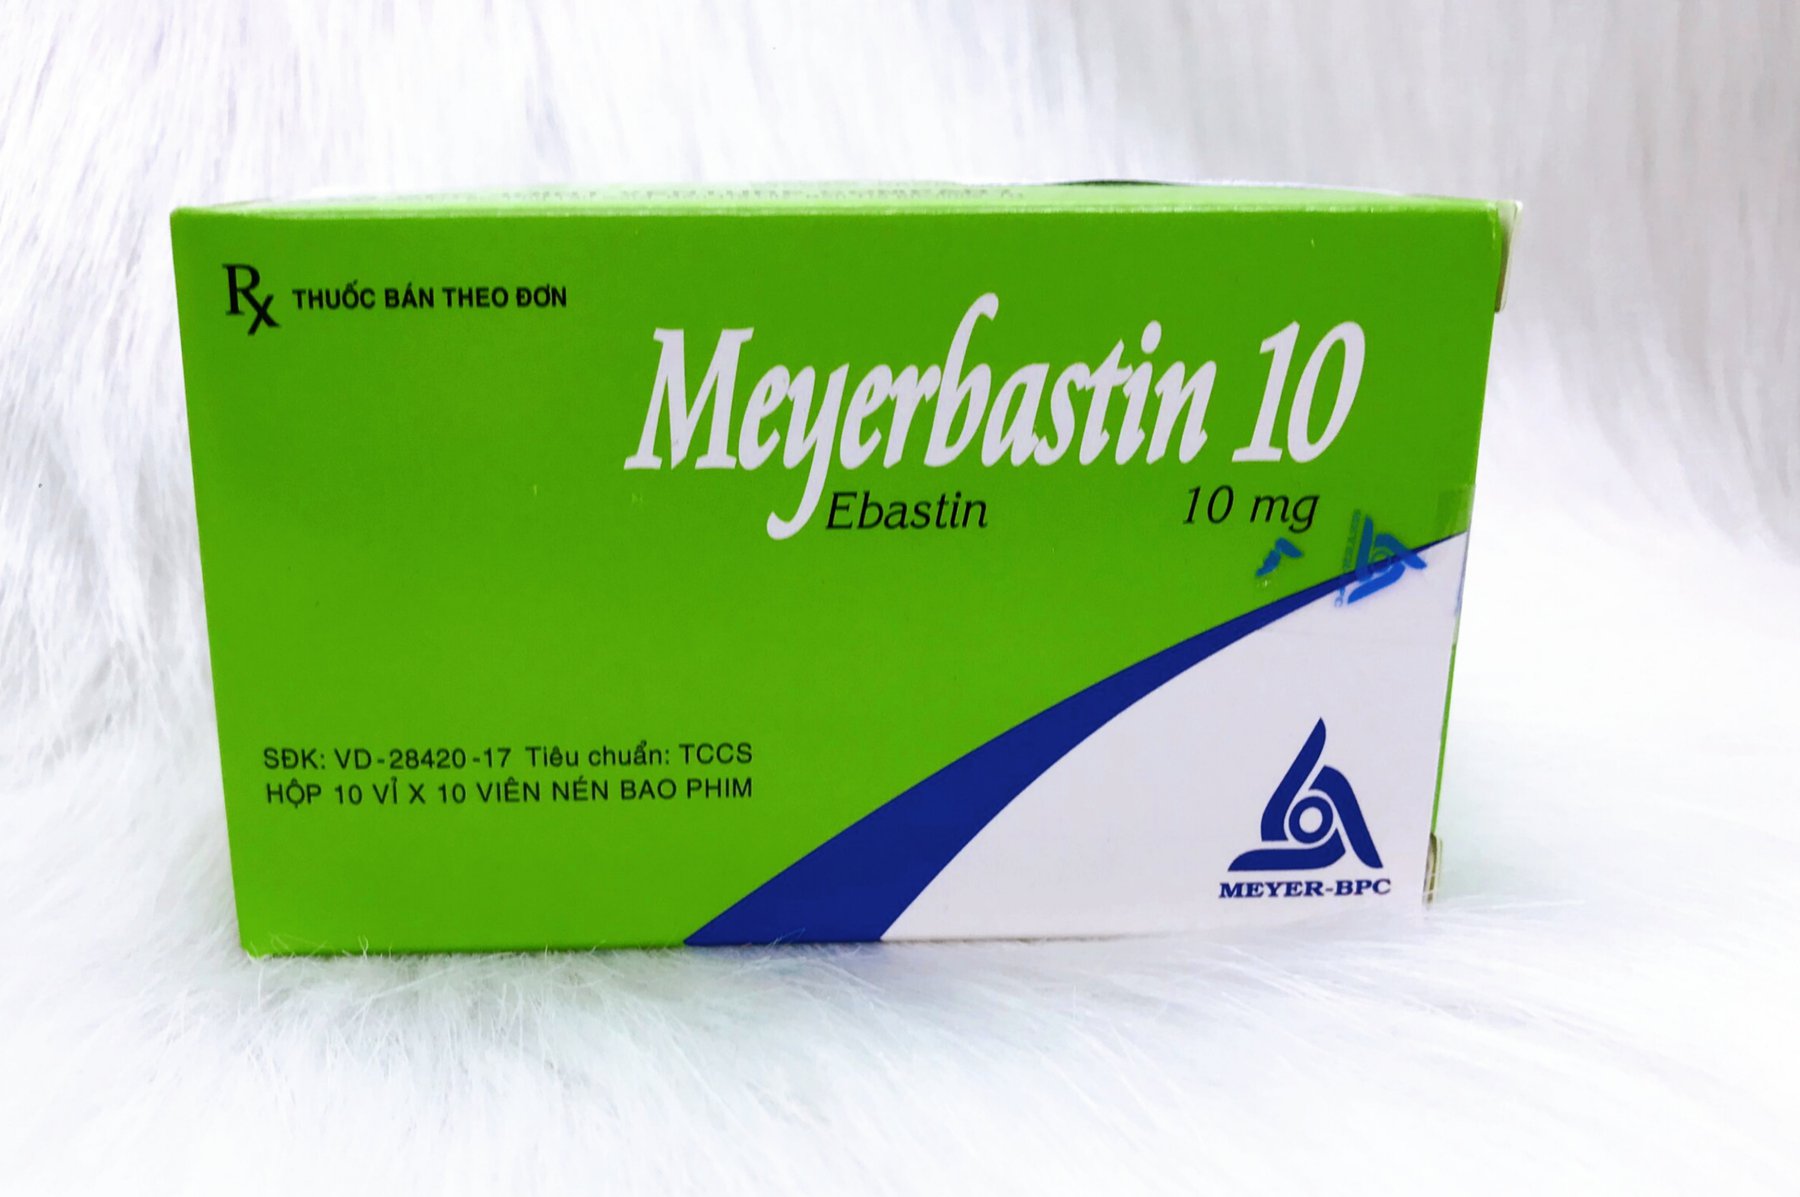 Rx THUỐC BÁN THEO ĐƠN
Meyerbastin 10
Ebastin 10 mg
SĐK: VD-28420-17 Tiêu chuẩn: TCCS
HỘP 10 VỈ X 10 VIÊN NÉN BAO PHIM
MEYER-BPC